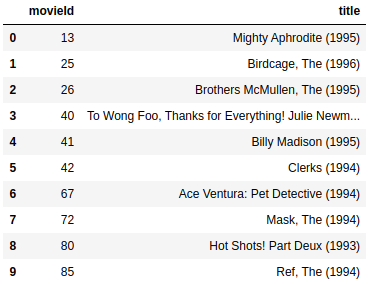 movieId title
0 13 Mighty Aphrodite (1995)
1 25 Birdcage, The (1996)
2 26 Brothers McMullen, The (1995)
3 40 To Wong Foo, Thanks for Everything! Julie Newm...
4 41 Billy Madison (1995)
5 42 Clerks (1994)
6 67 Ace Ventura: Pet Detective (1994)
7 72 Mask, The (1994)
8 80 Hot Shots! Part Deux (1993)
9 85 Ref, The (1994)